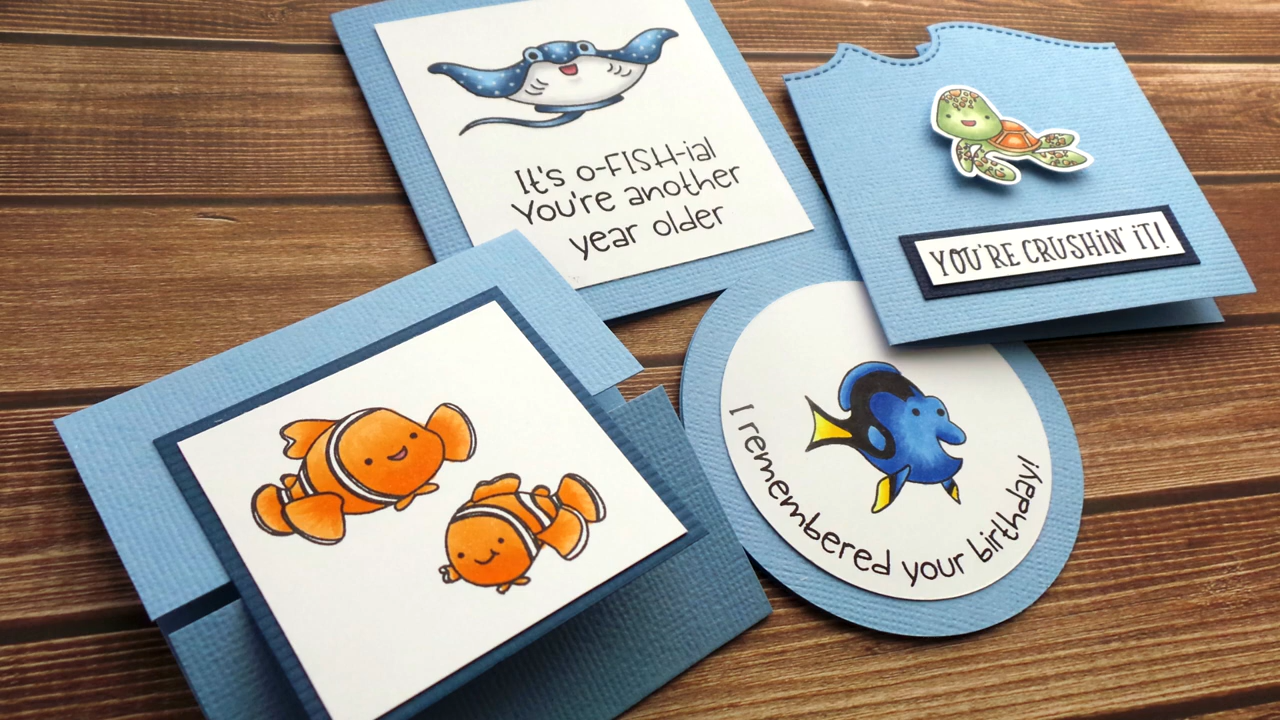 It's o-FISH-ial
You're another
year older
YOU'RE CRUSHIN' iT!
I remembered your birthday!